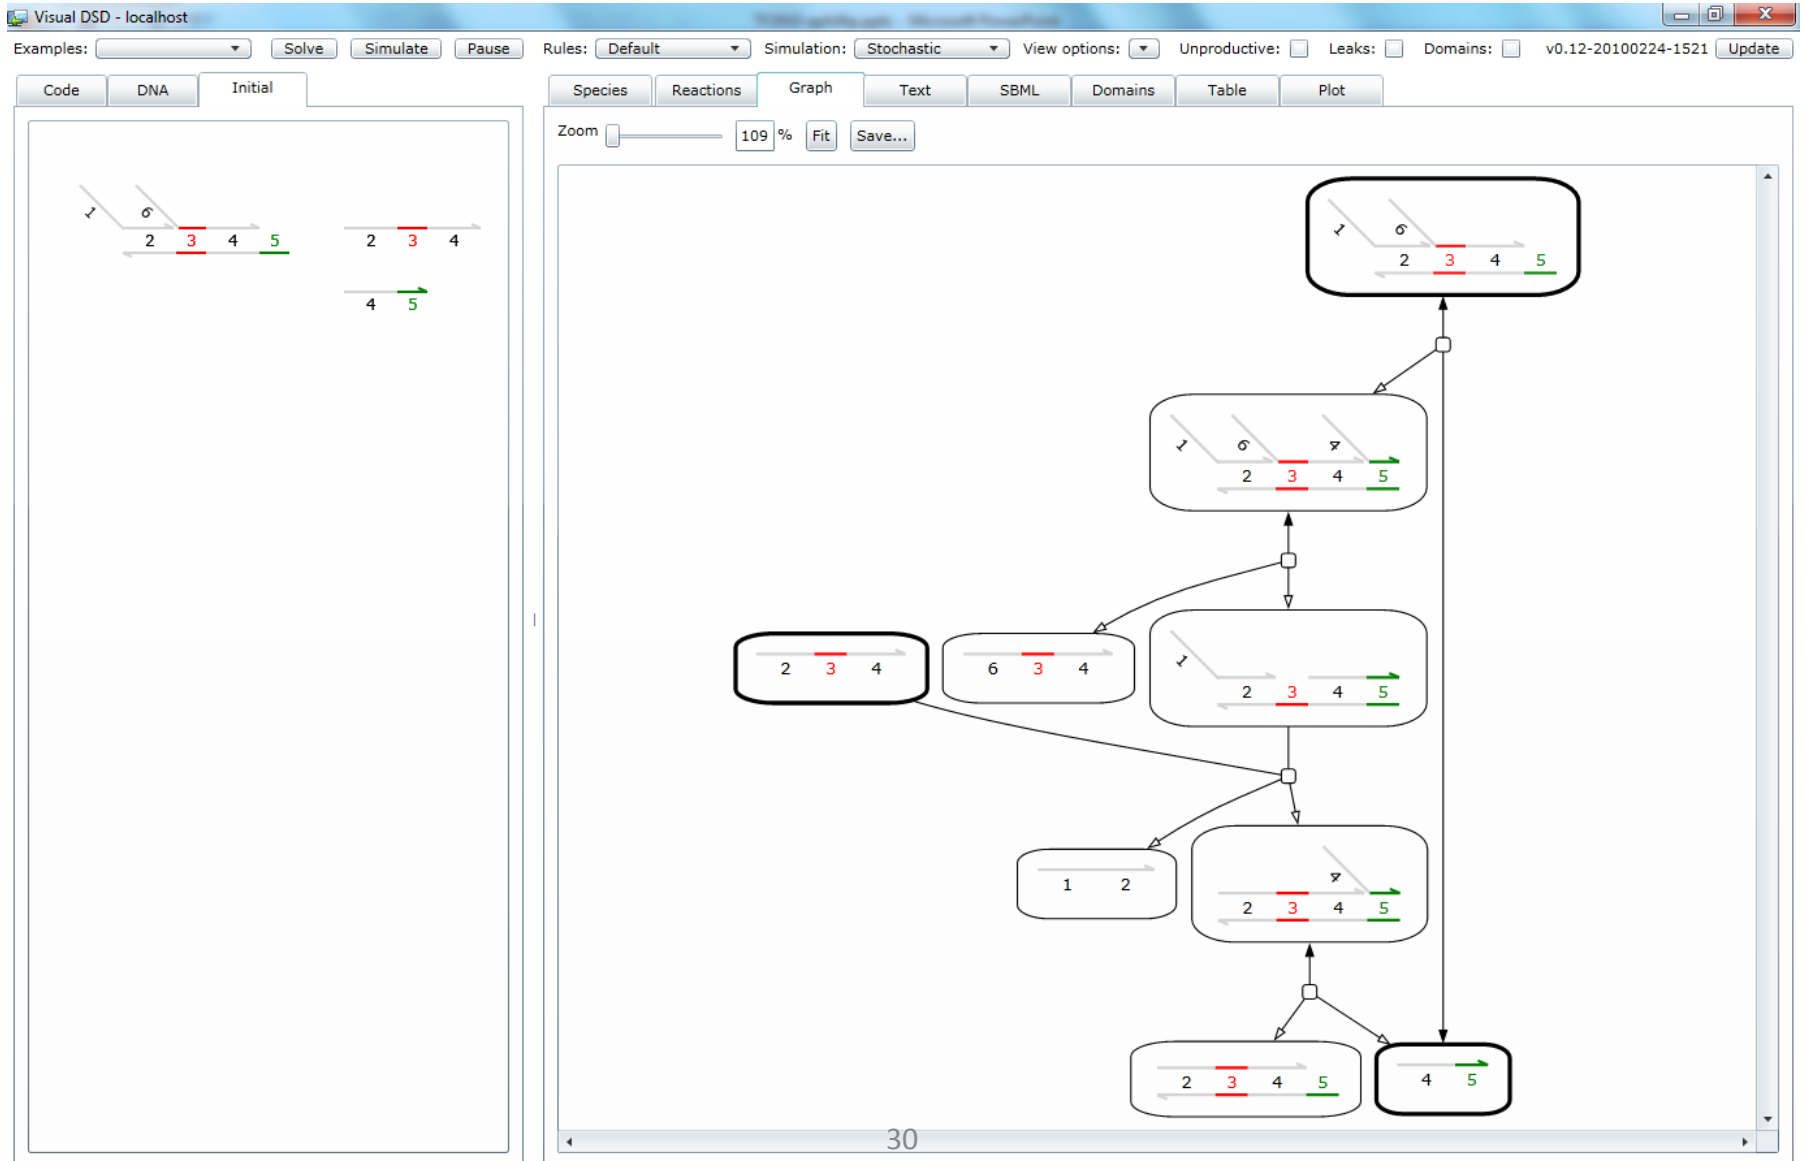 Visual DSD - localhost
Examples: Solve Simulate Pause Rules: Default Simulation: Stochastic View options: Unproductive: Leaks: Domains: v0.12-20100224-1521 Update
Code DNA Initial Species Reactions Graph Text SBML Domains Table Plot
Zoom 109 % Fit Save...
1 6
2 3 4 5
2 3 4
4 5
1 6
2 3 4 5
1 6 4
2 3 4 5
2 3 4
6 3 4
1
2 3 4 5
1 2
4
2 3 4 5
2 3 4 5
4 5
30